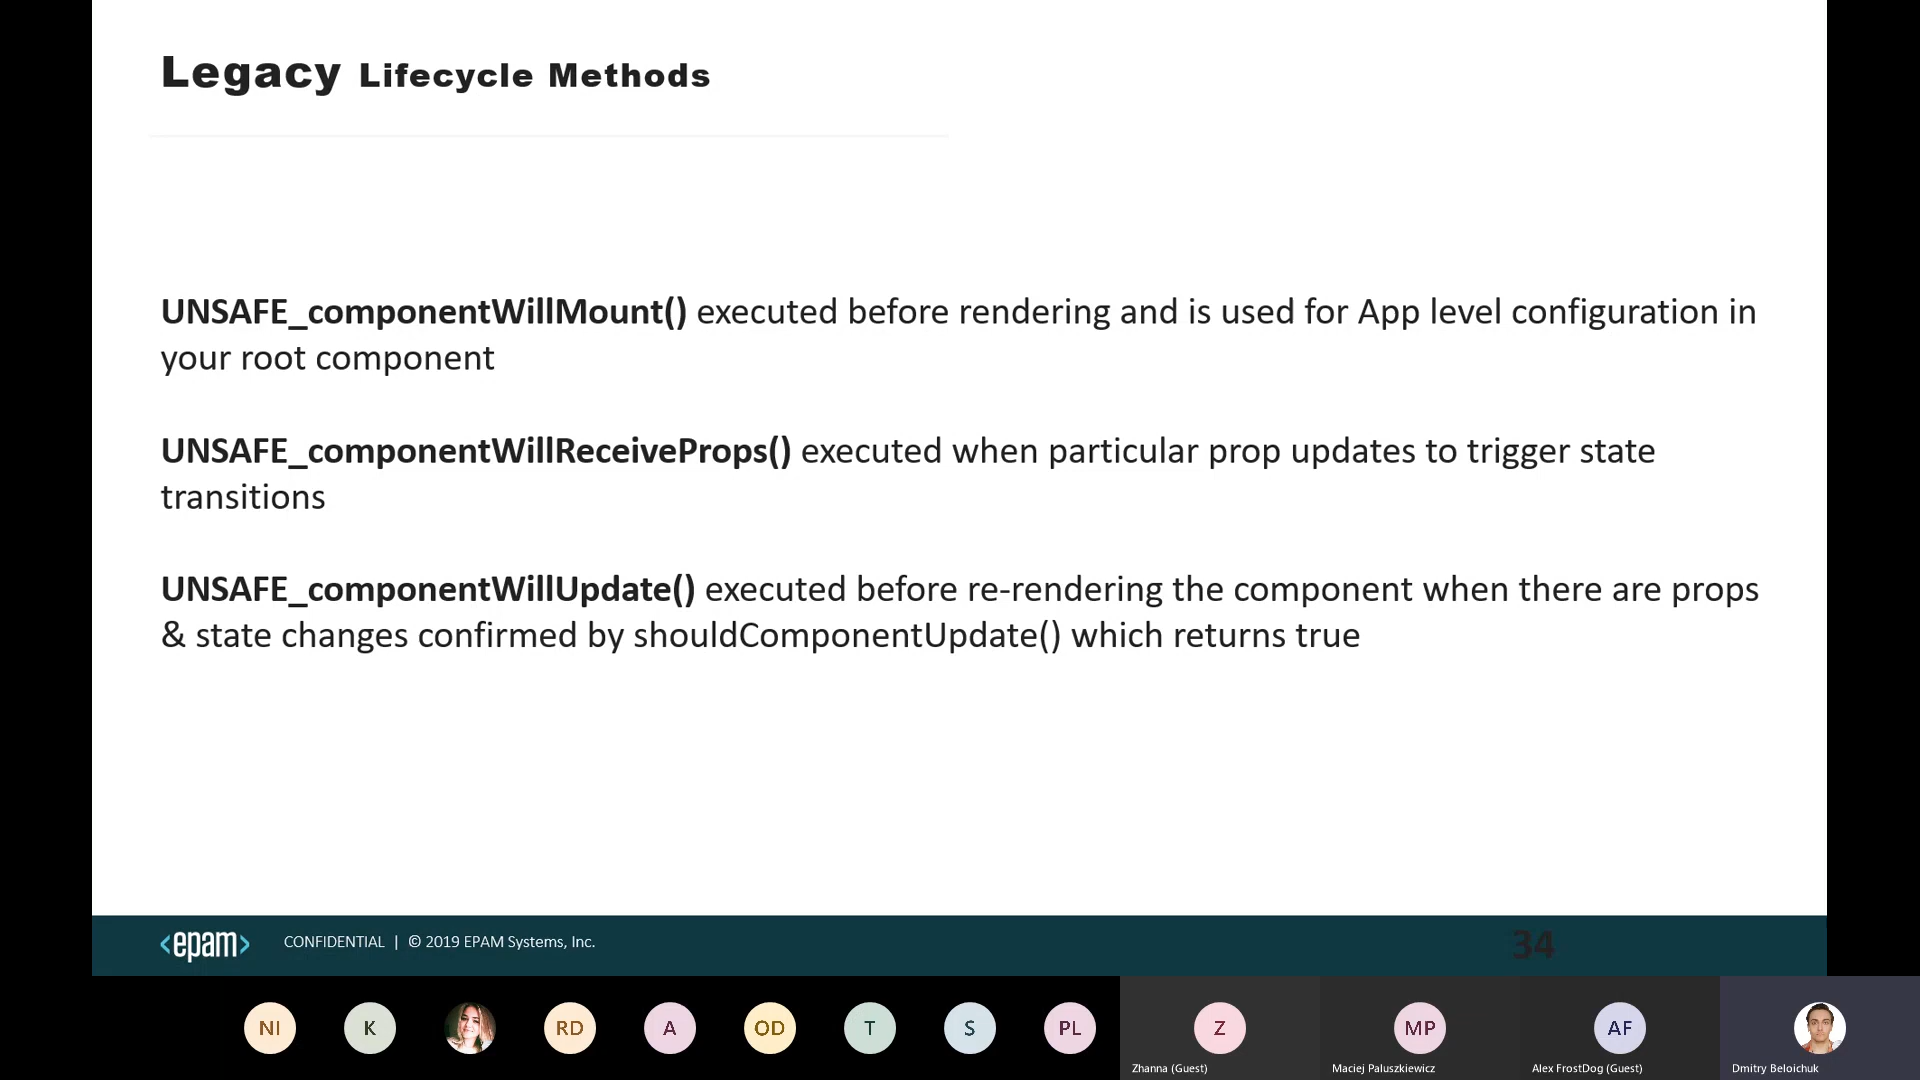 Legacy Lifecycle Methods
UNSAFE_componentWillMount() executed before rendering and is used for App level configuration in
your root component
UNSAFE_componentWillReceiveProps() executed when particular prop updates to trigger state
transitions
UNSAFE_componentWillUpdate() executed before re-rendering the component when there are props
& state changes confirmed by shouldComponentUpdate() which returns true
<epam> CONFIDENTIAL | © 2019 EPAM Systems, Inc. 34
NI K RD A OD T S PL Z MP AF
Zhanna (Guest) Maciej Paluszkiewicz Alex FrostDog (Guest) Dmitry Beloichuk